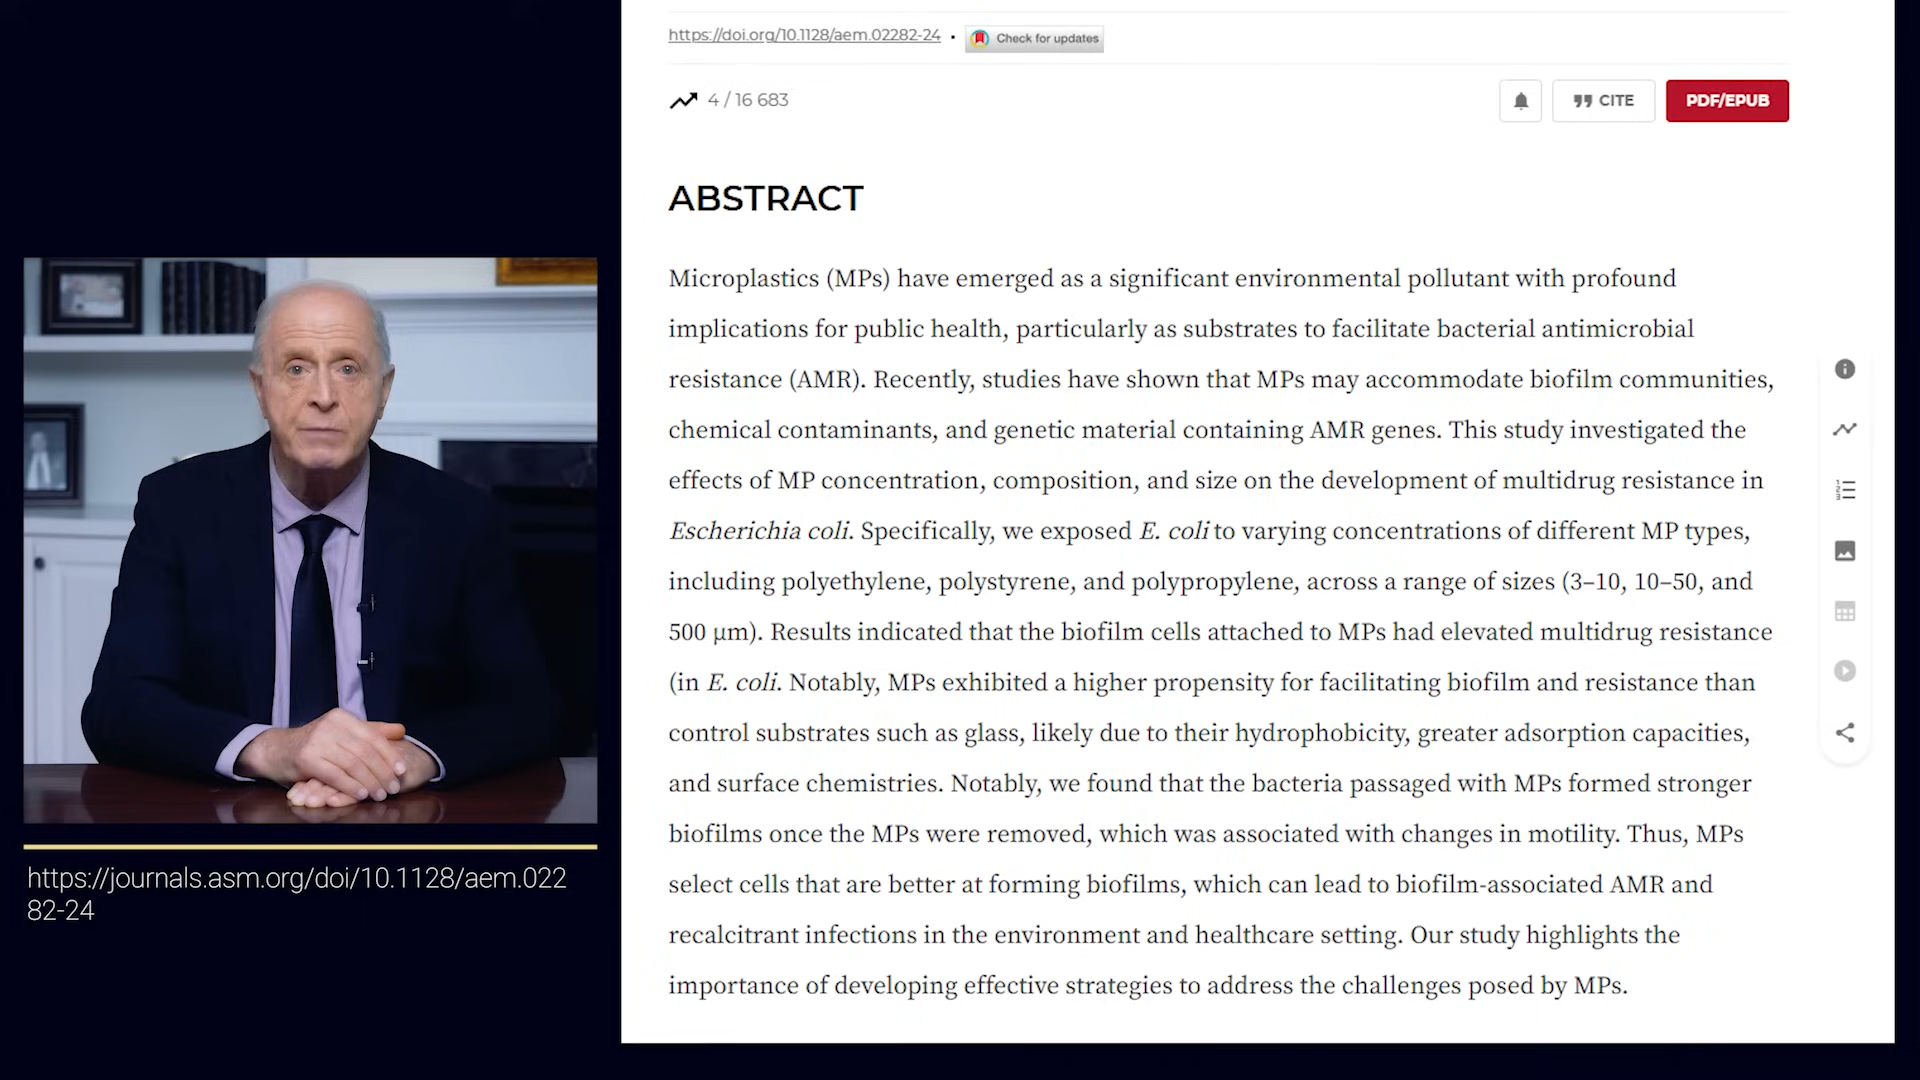 https://doi.org/10.1128/aem.02282-24 • Check for updates
4 / 16 683
CITE
PDF/EPUB
ABSTRACT
Microplastics (MPs) have emerged as a significant environmental pollutant with profound
implications for public health, particularly as substrates to facilitate bacterial antimicrobial
resistance (AMR). Recently, studies have shown that MPs may accommodate biofilm communities,
chemical contaminants, and genetic material containing AMR genes. This study investigated the
effects of MP concentration, composition, and size on the development of multidrug resistance in
Escherichia coli. Specifically, we exposed E. coli to varying concentrations of different MP types,
including polyethylene, polystyrene, and polypropylene, across a range of sizes (3–10, 10–50, and
500 µm). Results indicated that the biofilm cells attached to MPs had elevated multidrug resistance
(in E. coli. Notably, MPs exhibited a higher propensity for facilitating biofilm and resistance than
control substrates such as glass, likely due to their hydrophobicity, greater adsorption capacities,
and surface chemistries. Notably, we found that the bacteria passaged with MPs formed stronger
biofilms once the MPs were removed, which was associated with changes in motility. Thus, MPs
select cells that are better at forming biofilms, which can lead to biofilm-associated AMR and
recalcitrant infections in the environment and healthcare setting. Our study highlights the
importance of developing effective strategies to address the challenges posed by MPs.
https://journals.asm.org/doi/10.1128/aem.022
82-24